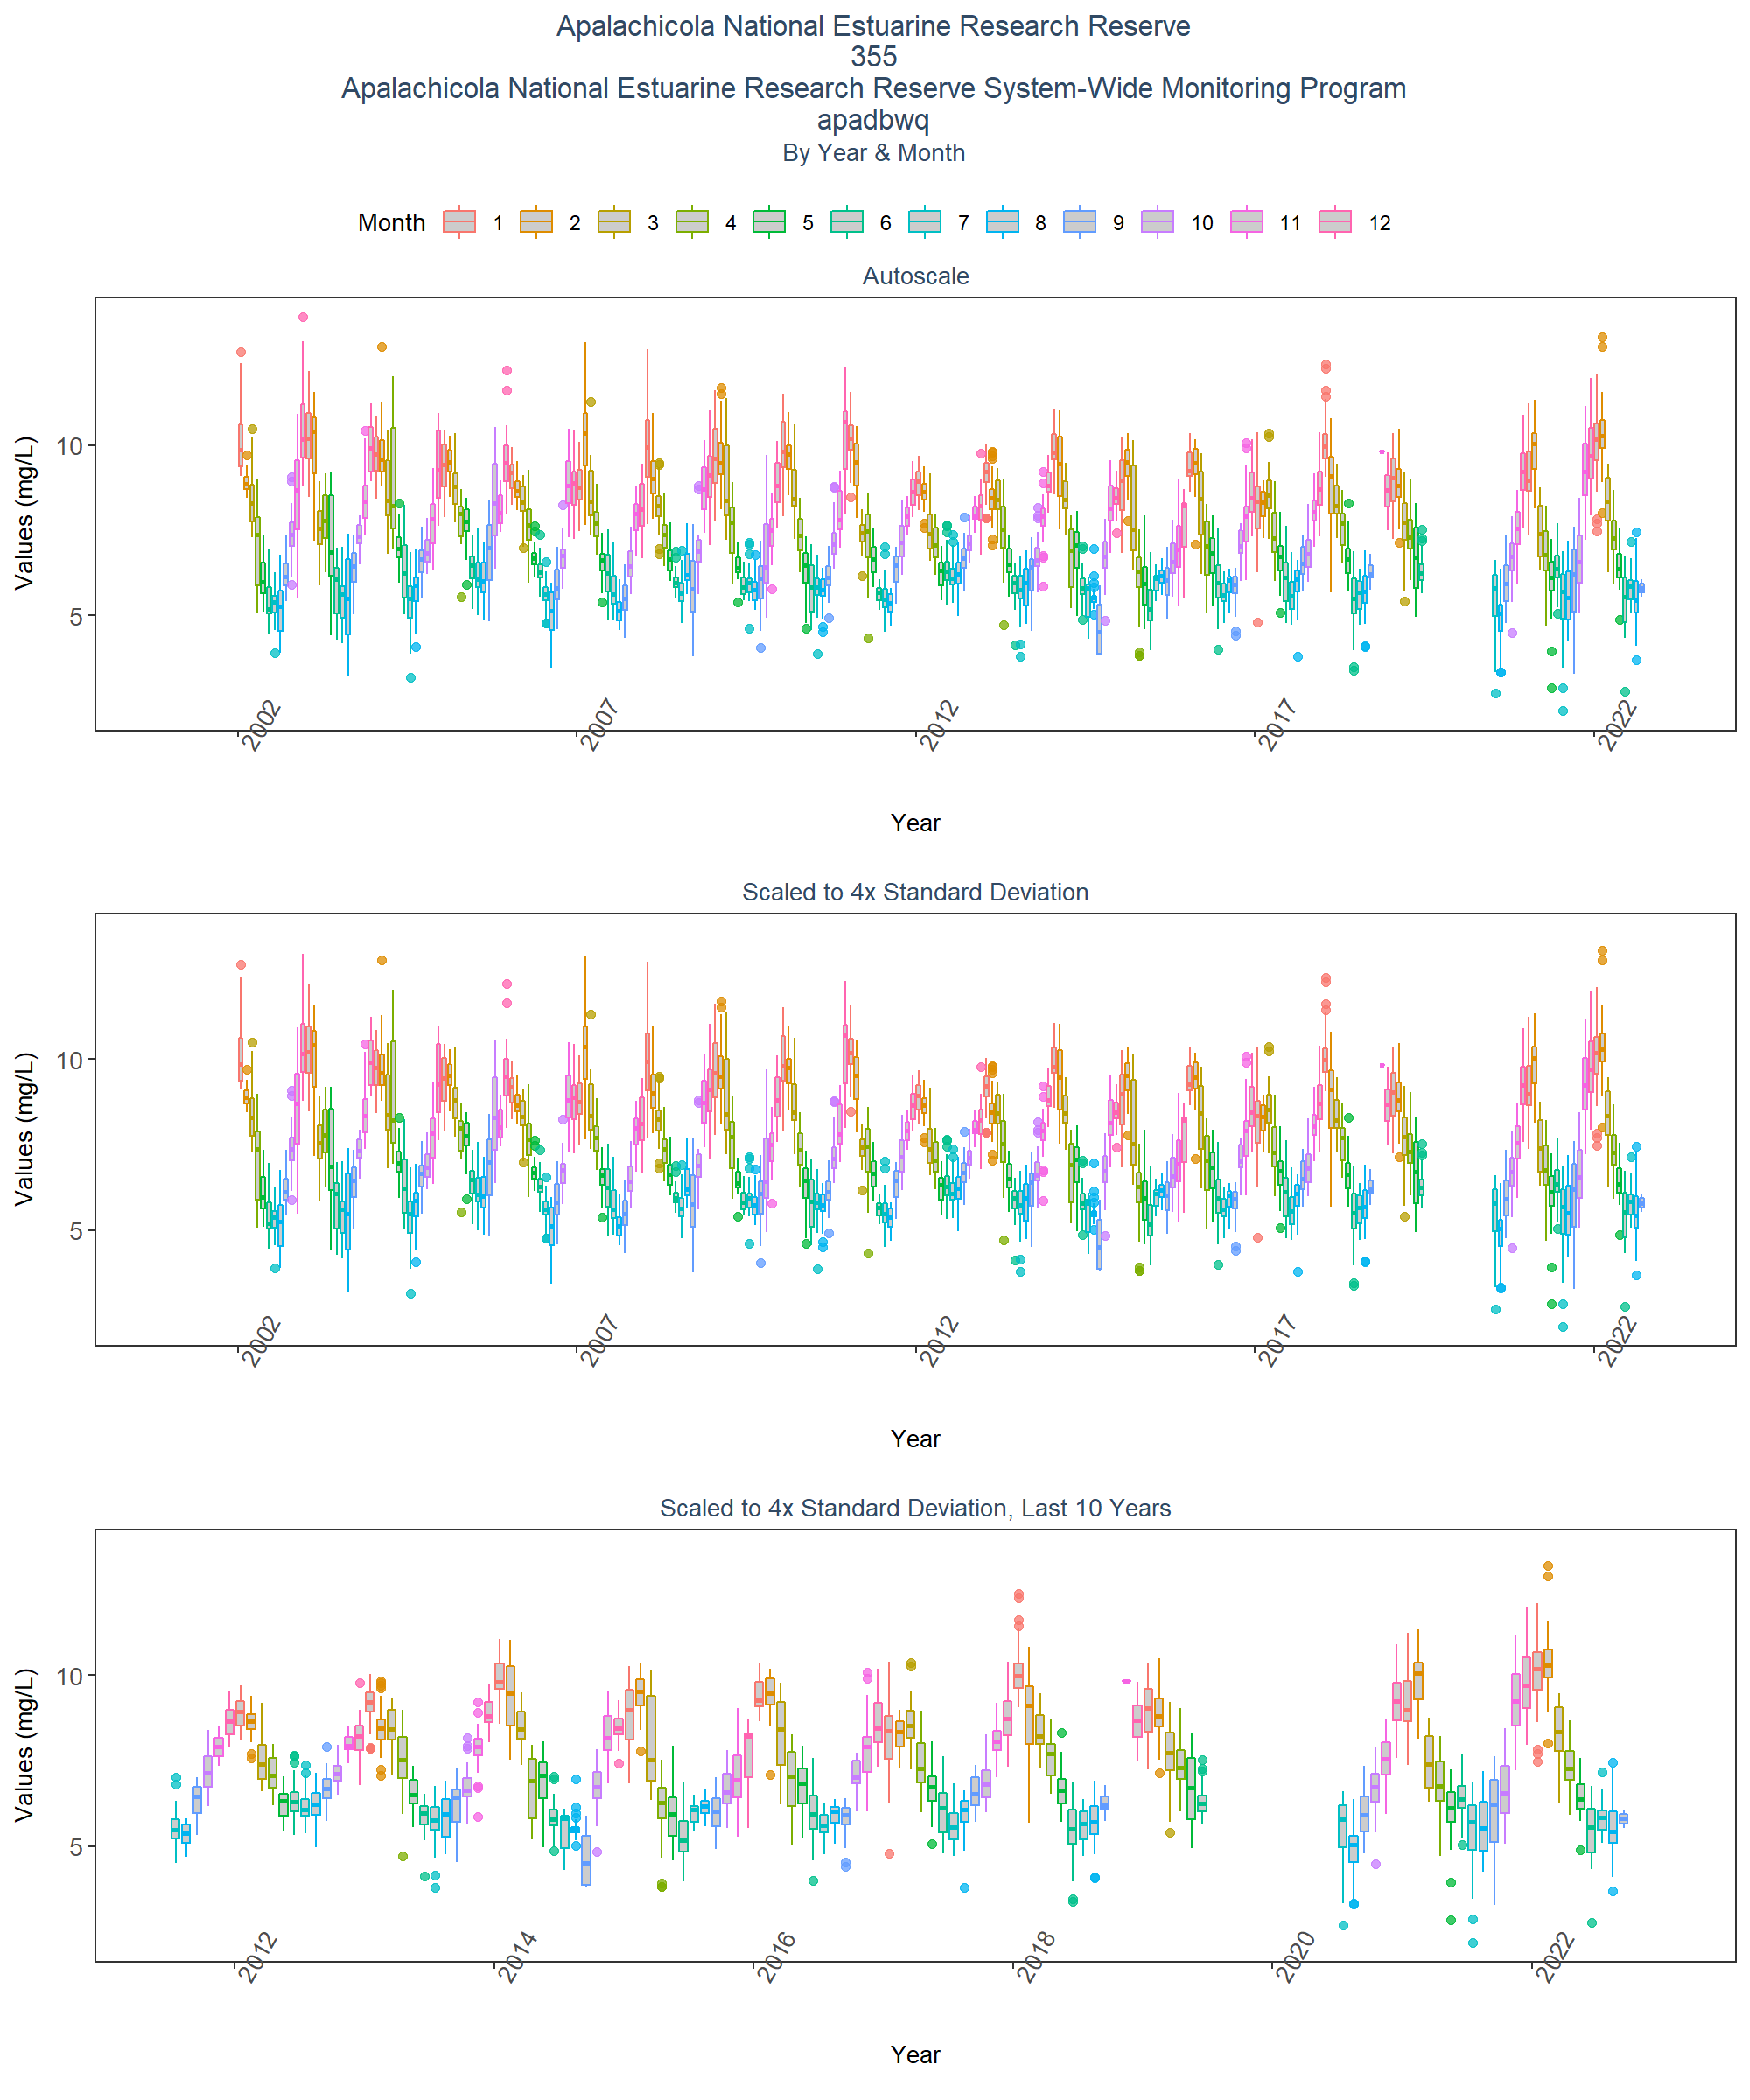 Apalachicola National Estuarine Research Reserve
355
Apalachicola National Estuarine Research Reserve System-Wide Monitoring Program
apadbwq
By Year & Month
Month 1 2 3 4 5 6 7 8 9 10 11 12
Autoscale
Values (mg/L)
10
5
2002 2007 2012 2017 2022
Year
Scaled to 4x Standard Deviation
Values (mg/L)
10
5
2002 2007 2012 2017 2022
Year
Scaled to 4x Standard Deviation, Last 10 Years
Values (mg/L)
10
5
2012 2014 2016 2018 2020 2022
Year